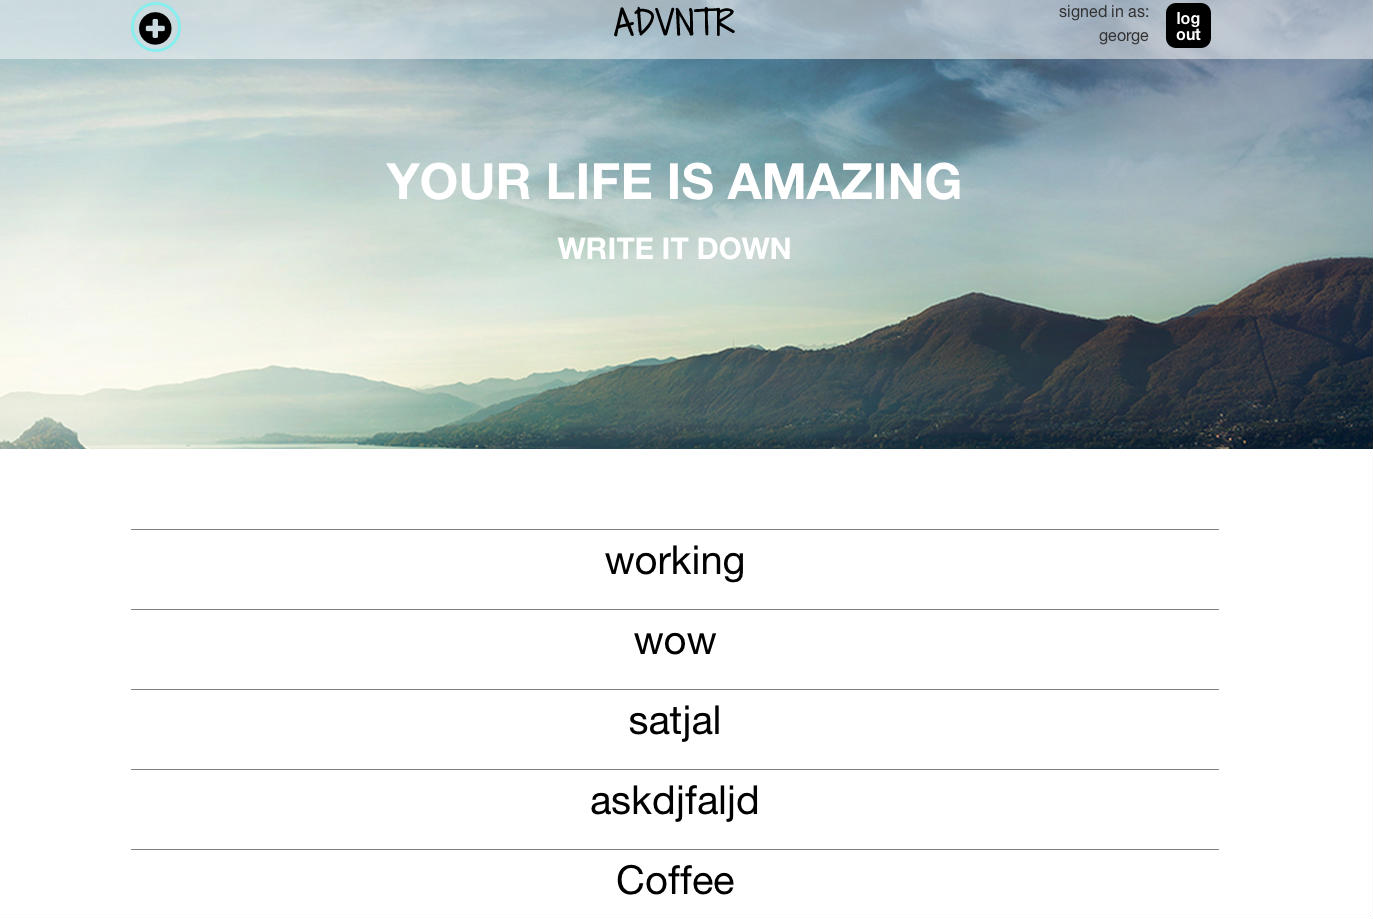 ADVNTR
signed in as:
george
log
out
YOUR LIFE IS AMAZING
WRITE IT DOWN
working
wow
satjal
askdjfaljd
Coffee